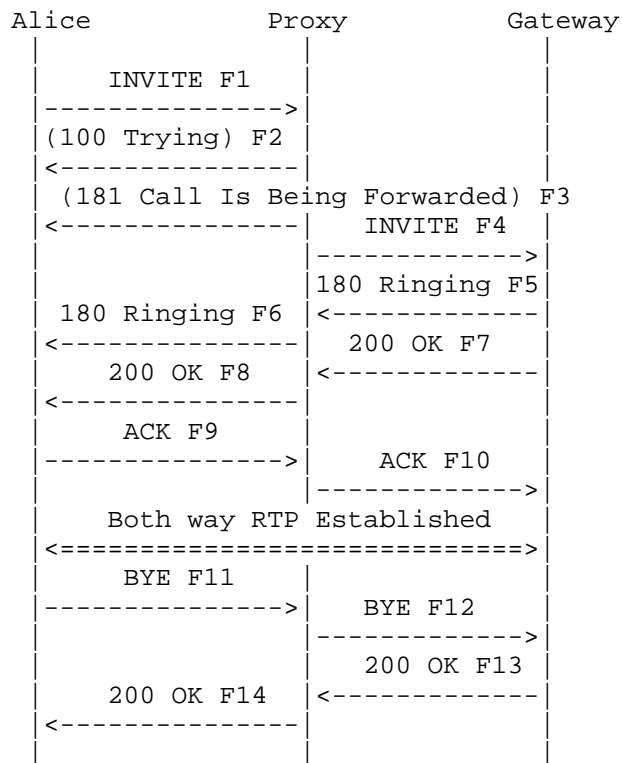 Alice Proxy Gateway
INVITE F1
(100 Trying) F2
(181 Call Is Being Forwarded) F3
INVITE F4
180 Ringing F5
180 Ringing F6
200 OK F7
200 OK F8
ACK F9
ACK F10
Both way RTP Established
BYE F11
BYE F12
200 OK F13
200 OK F14